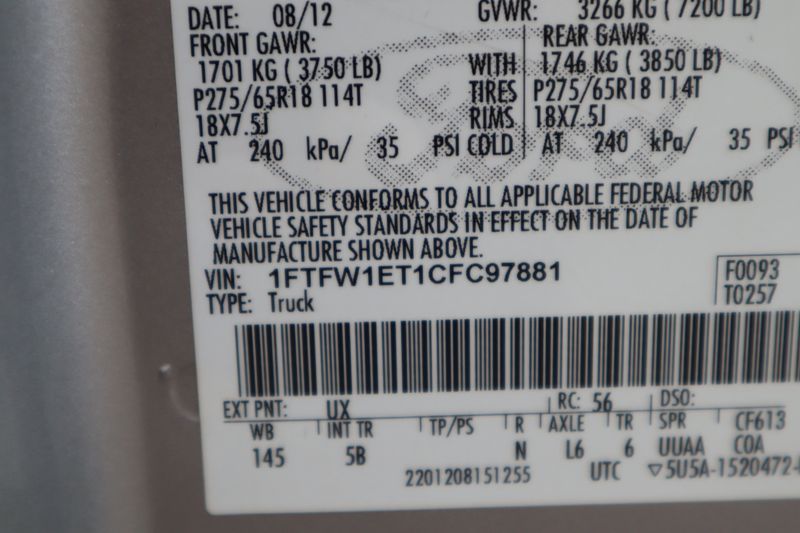 DATE: 08/12 GVWR: 3266 KG ( 7200 LB)
FRONT GAWR: REAR GAWR:
1701 KG ( 3750 LB) WITH 1746 KG ( 3850 LB)
P275/65R18 114T TIRES P275/65R18 114T
18X7.5J RIMS 18X7.5J
AT 240 kPa/ 35 PSI COLD AT 240 kPa/ 35 PSI
Ford
THIS VEHICLE CONFORMS TO ALL APPLICABLE FEDERAL MOTOR
VEHICLE SAFETY STANDARDS IN EFFECT ON THE DATE OF
MANUFACTURE SHOWN ABOVE.
VIN: 1FTFW1ET1CFC97881 F0093
TYPE: Truck T0257
EXT PNT: UX RC: 56 DSO:
WB INT TR TP/PS R AXLE TR SPR CF613
145 5B N L6 6 UUAA COA
2201208151255 UTC ▽5U5A-1520472-